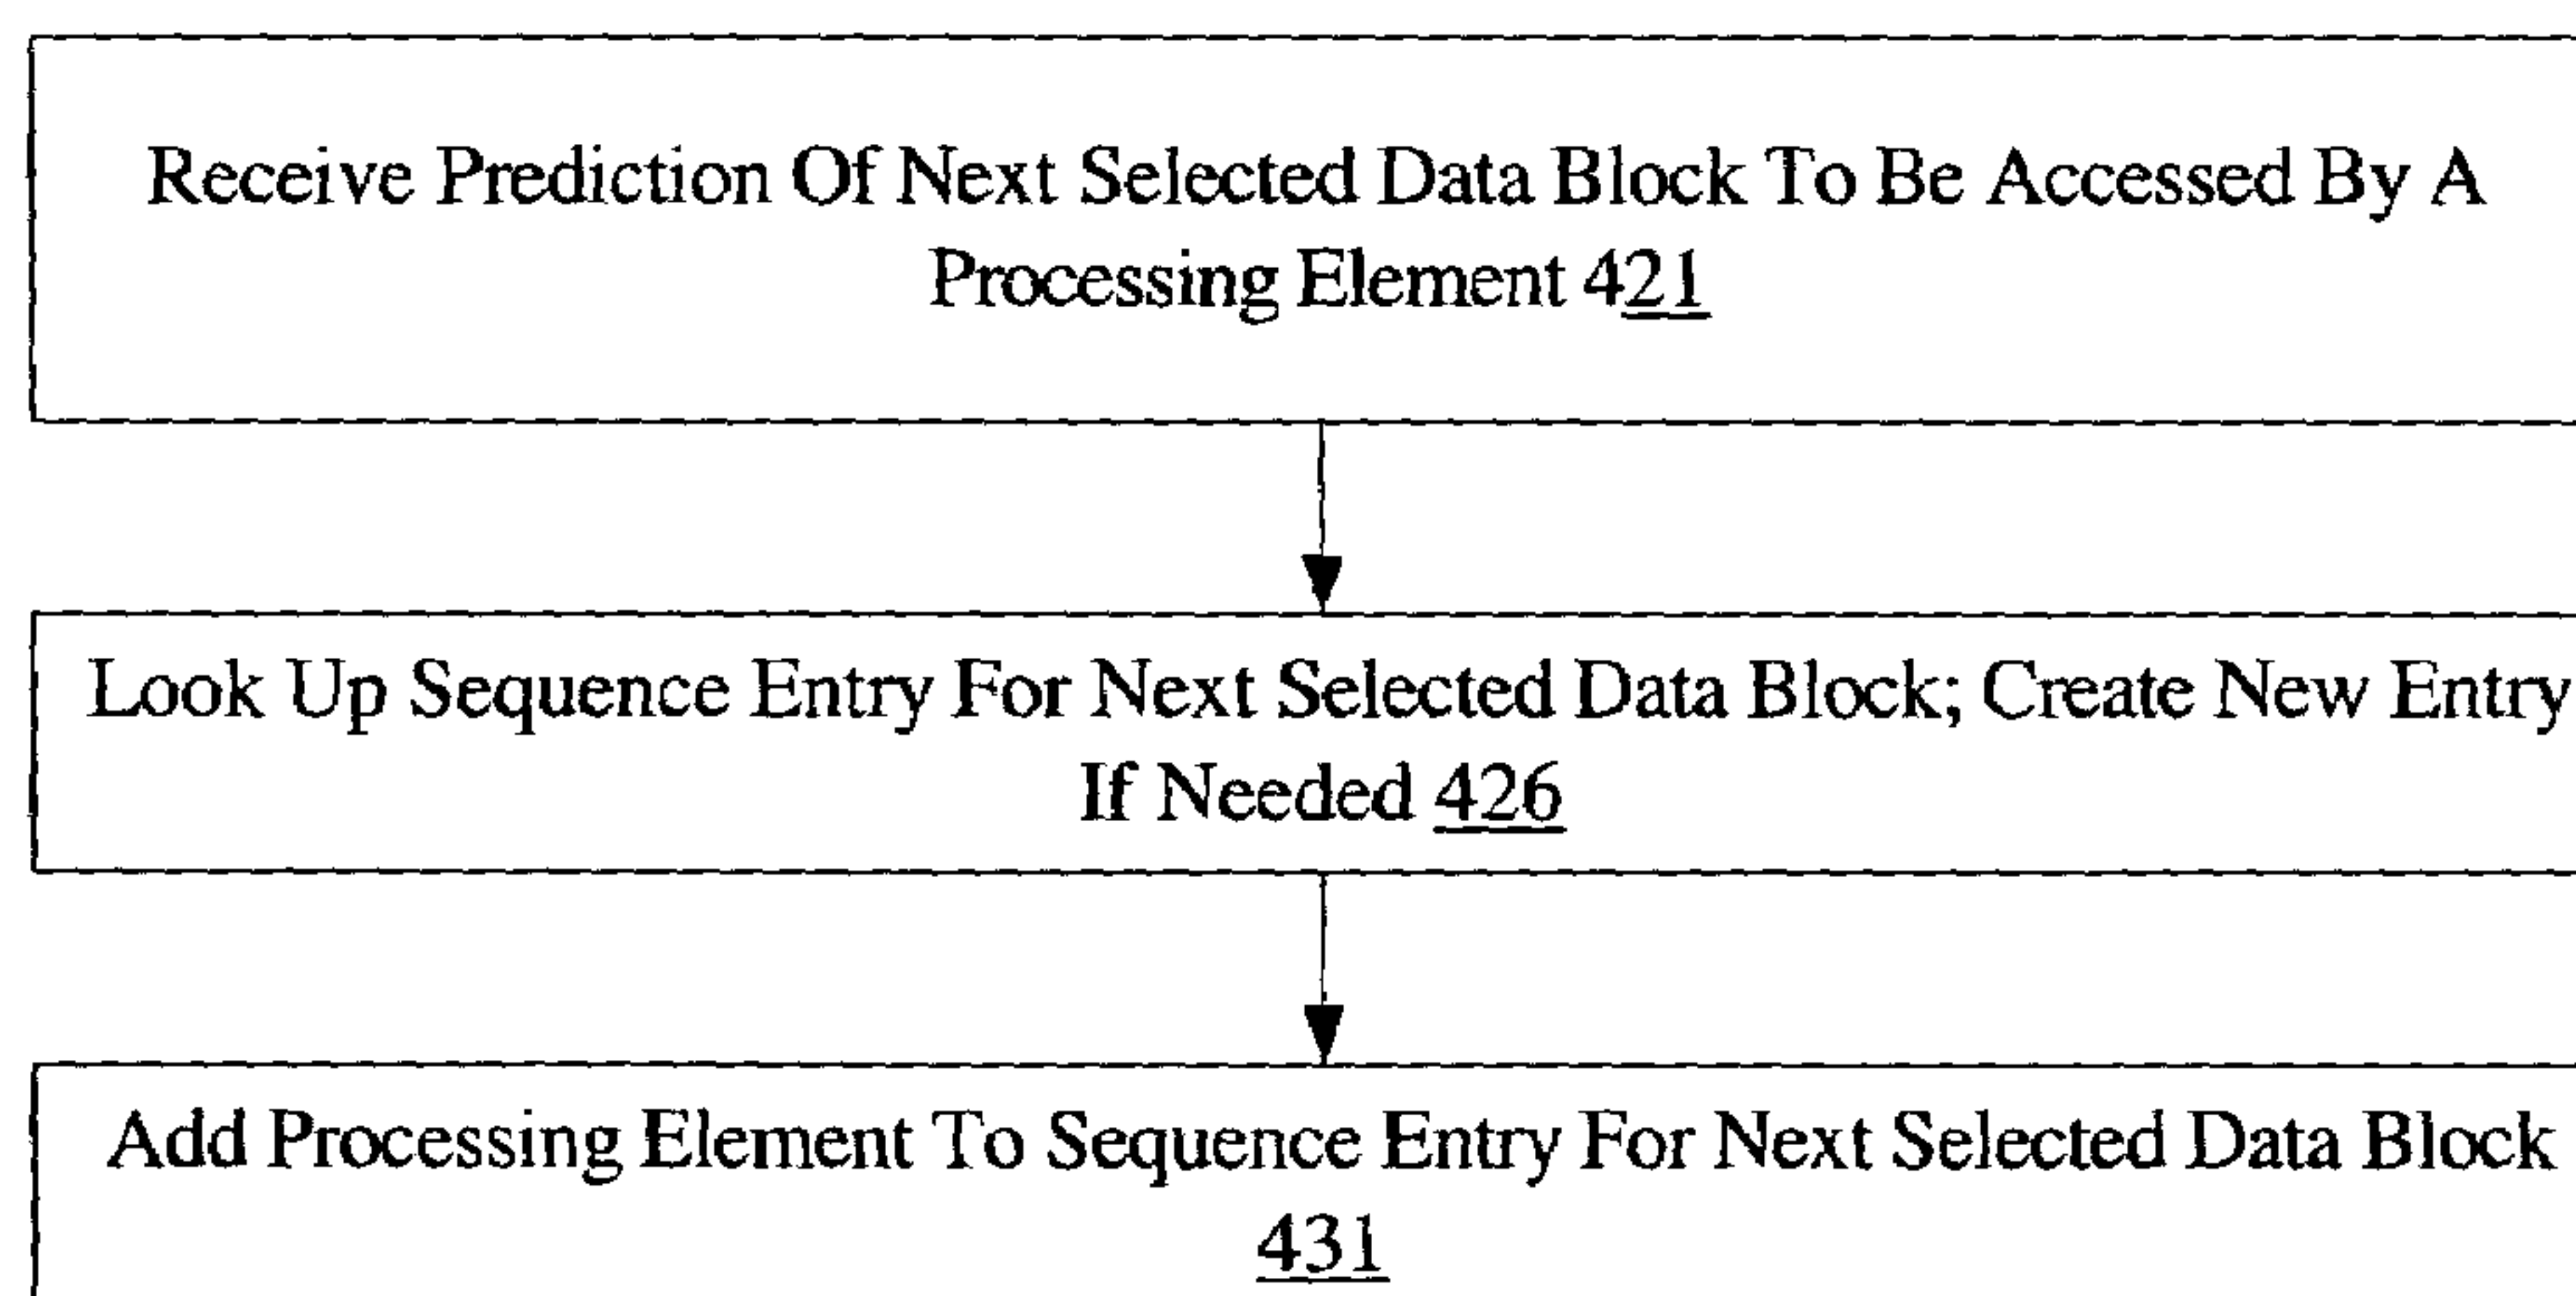 Receive Prediction Of Next Selected Data Block To Be Accessed By A
Processing Element 421
Look Up Sequence Entry For Next Selected Data Block; Create New Entry
If Needed 426
Add Processing Element To Sequence Entry For Next Selected Data Block
431